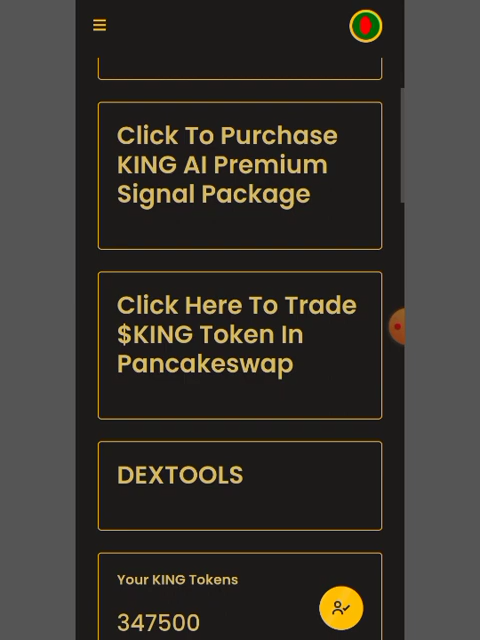 Click To Purchase
KING AI Premium
Signal Package
Click Here To Trade
$KING Token In
Pancakeswap
DEXTOOLS
Your KING Tokens
347500